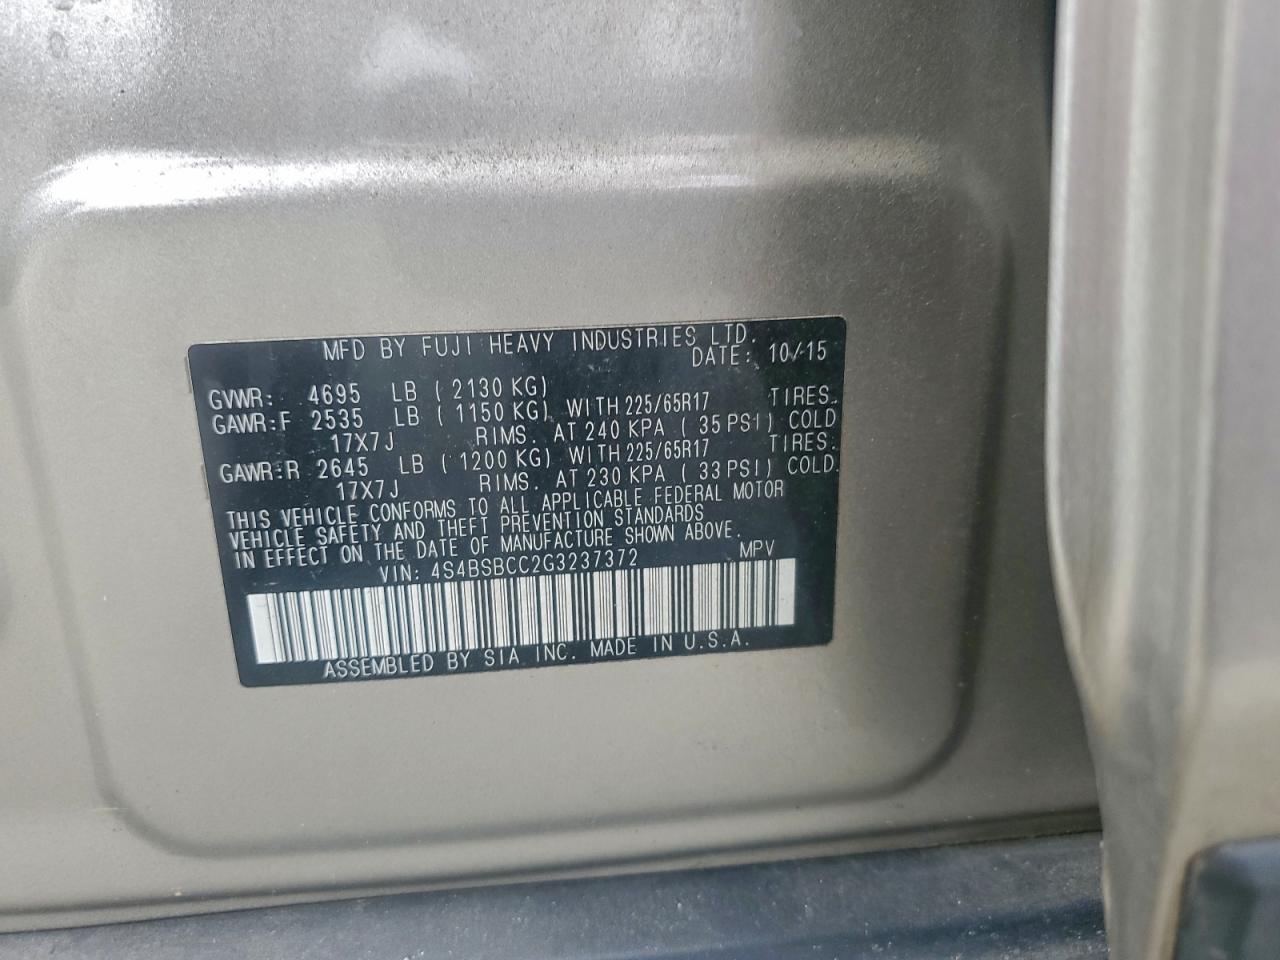 MFD BY FUJI HEAVY INDUSTRIES LTD.
DATE: 10/15
GVWR: 4695 LB (2130 KG)
GAWR:F 2535 LB (1150 KG) WITH 225/65R17 TIRES.
17X7J RIMS. AT 240 KPA (35 PSI) COLD
GAWR:R 2645 LB (1200 KG) WITH 225/65R17 TIRES.
17X7J RIMS. AT 230 KPA (33 PSI) COLD.
THIS VEHICLE CONFORMS TO ALL APPLICABLE FEDERAL MOTOR
VEHICLE SAFETY AND THEFT PREVENTION STANDARDS
IN EFFECT ON THE DATE OF MANUFACTURE SHOWN ABOVE.
VIN: 4S4BSBCC2G3237372 MPV
ASSEMBLED BY SIA INC. MADE IN U.S.A.